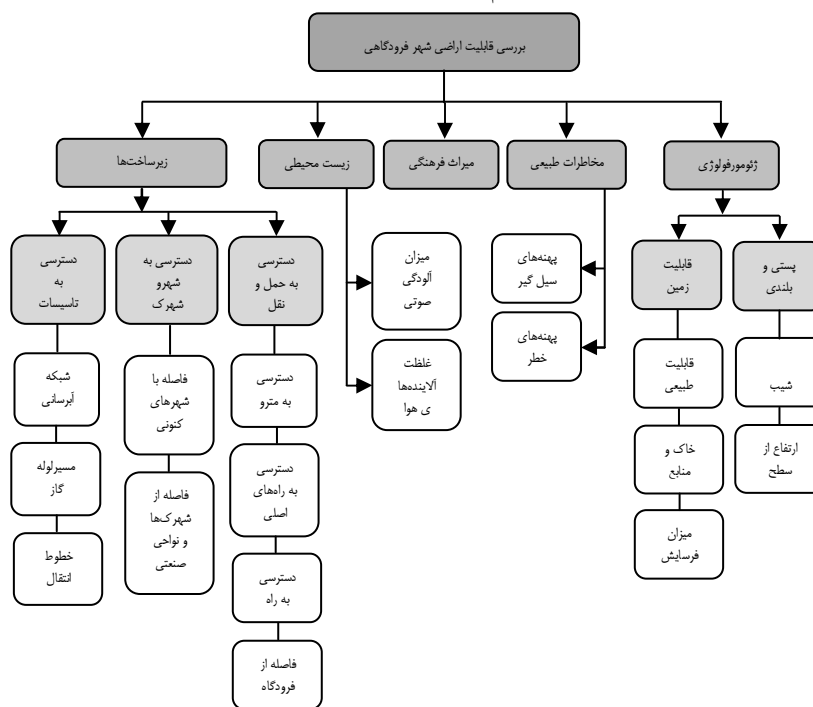 بررسی قابلیت اراضی شهر فرودگاهی
ژئومورفولوژی
مخاطرات طبیعی
میراث فرهنگی
زیست محیطی
زیرساخت‌ها
پستی و
بلندی
قابلیت
زمین
شیب
ارتفاع از
سطح
قابلیت
طبیعی
خاک و
منابع
میزان
فرسایش
پهنه‌های
سیل گیر
پهنه‌های
خطر
میزان
آلودگی
صوتی
غلظت
آلاینده‌ها
ی هوا
دسترسی
به حمل و
نقل
دسترسی به
شهرو
شهرک
دسترسی
به
تاسیسات
دسترسی
به مترو
دسترسی
به راه‌های
اصلی
دسترسی
به راه
فاصله از
فرودگاه
فاصله با
شهرهای
کنونی
فاصله از
شهرک‌ها
و نواحی
صنعتی
شبکه
آبرسانی
مسیرلوله
گاز
خطوط
انتقال